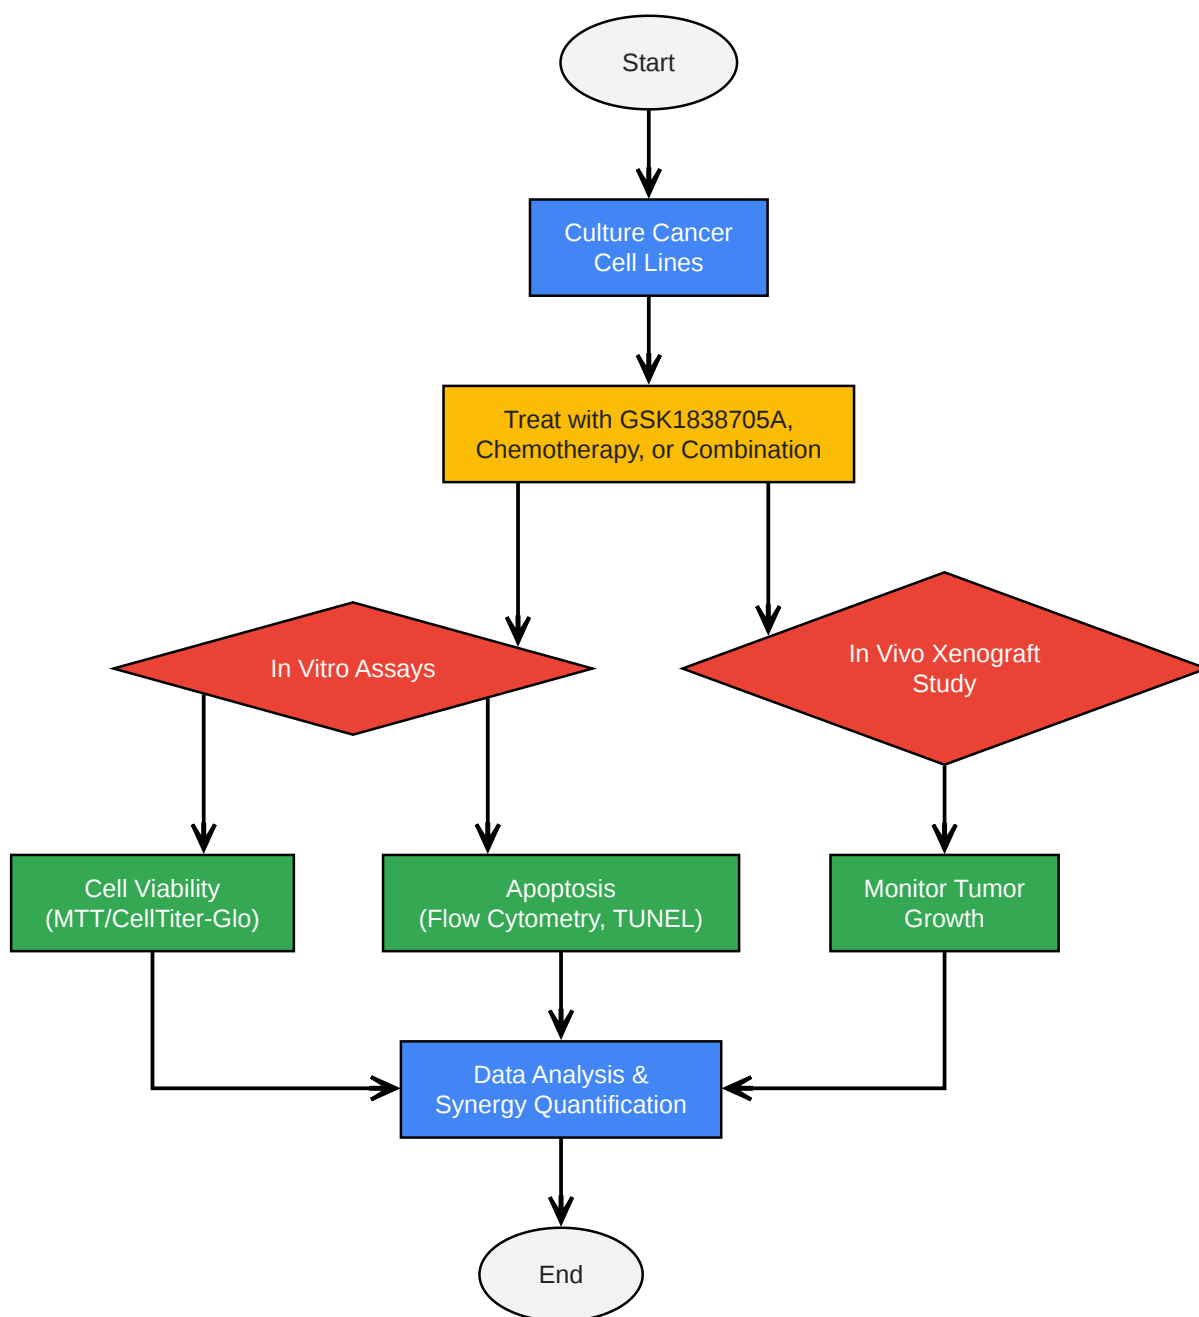 Start
Culture Cancer
Cell Lines
Treat with GSK1838705A,
Chemotherapy, or Combination
In Vitro Assays
In Vivo Xenograft
Study
Cell Viability
(MTT/CellTiter-Glo)
Apoptosis
(Flow Cytometry, TUNEL)
Monitor Tumor
Growth
Data Analysis &
Synergy Quantification
End